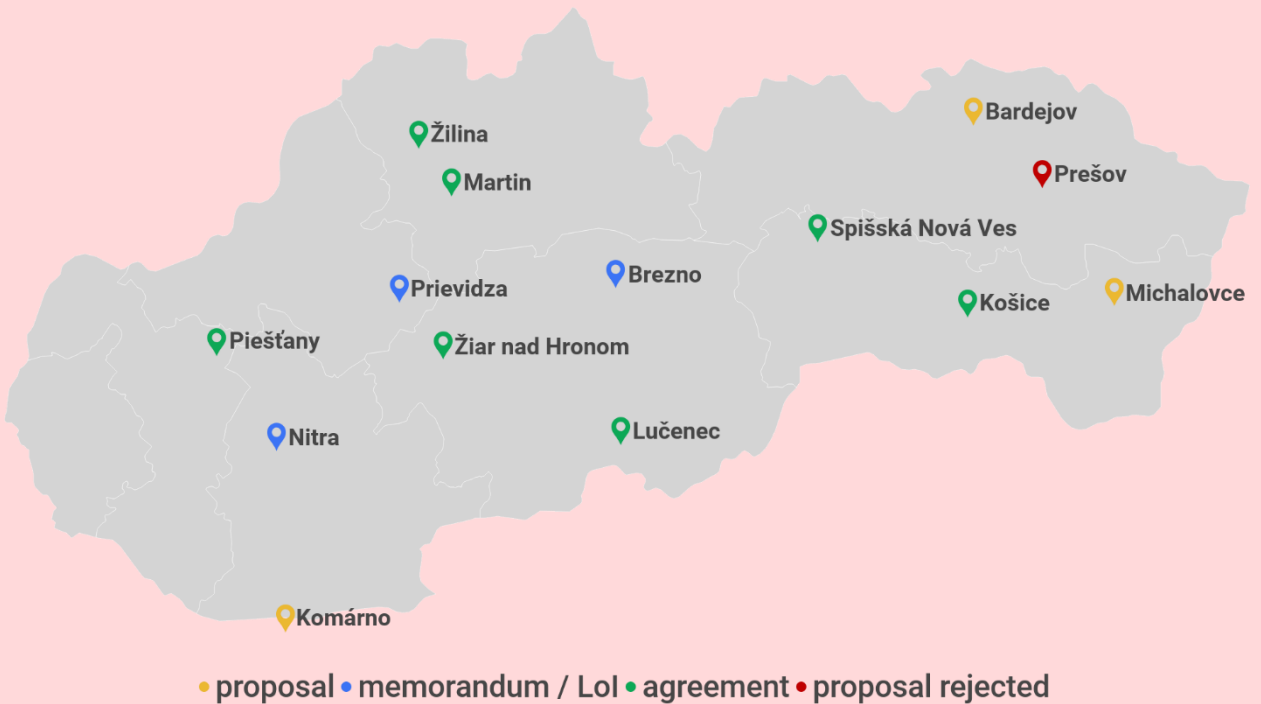 Bardejov
Žilina
Prešov
Martin
Spišská Nová Ves
Brezno
Prievidza
Michalovce
Košice
Piešťany
Žiar nad Hronom
Lučenec
Nitra
Komárno
• proposal • memorandum / LoI • agreement • proposal rejected